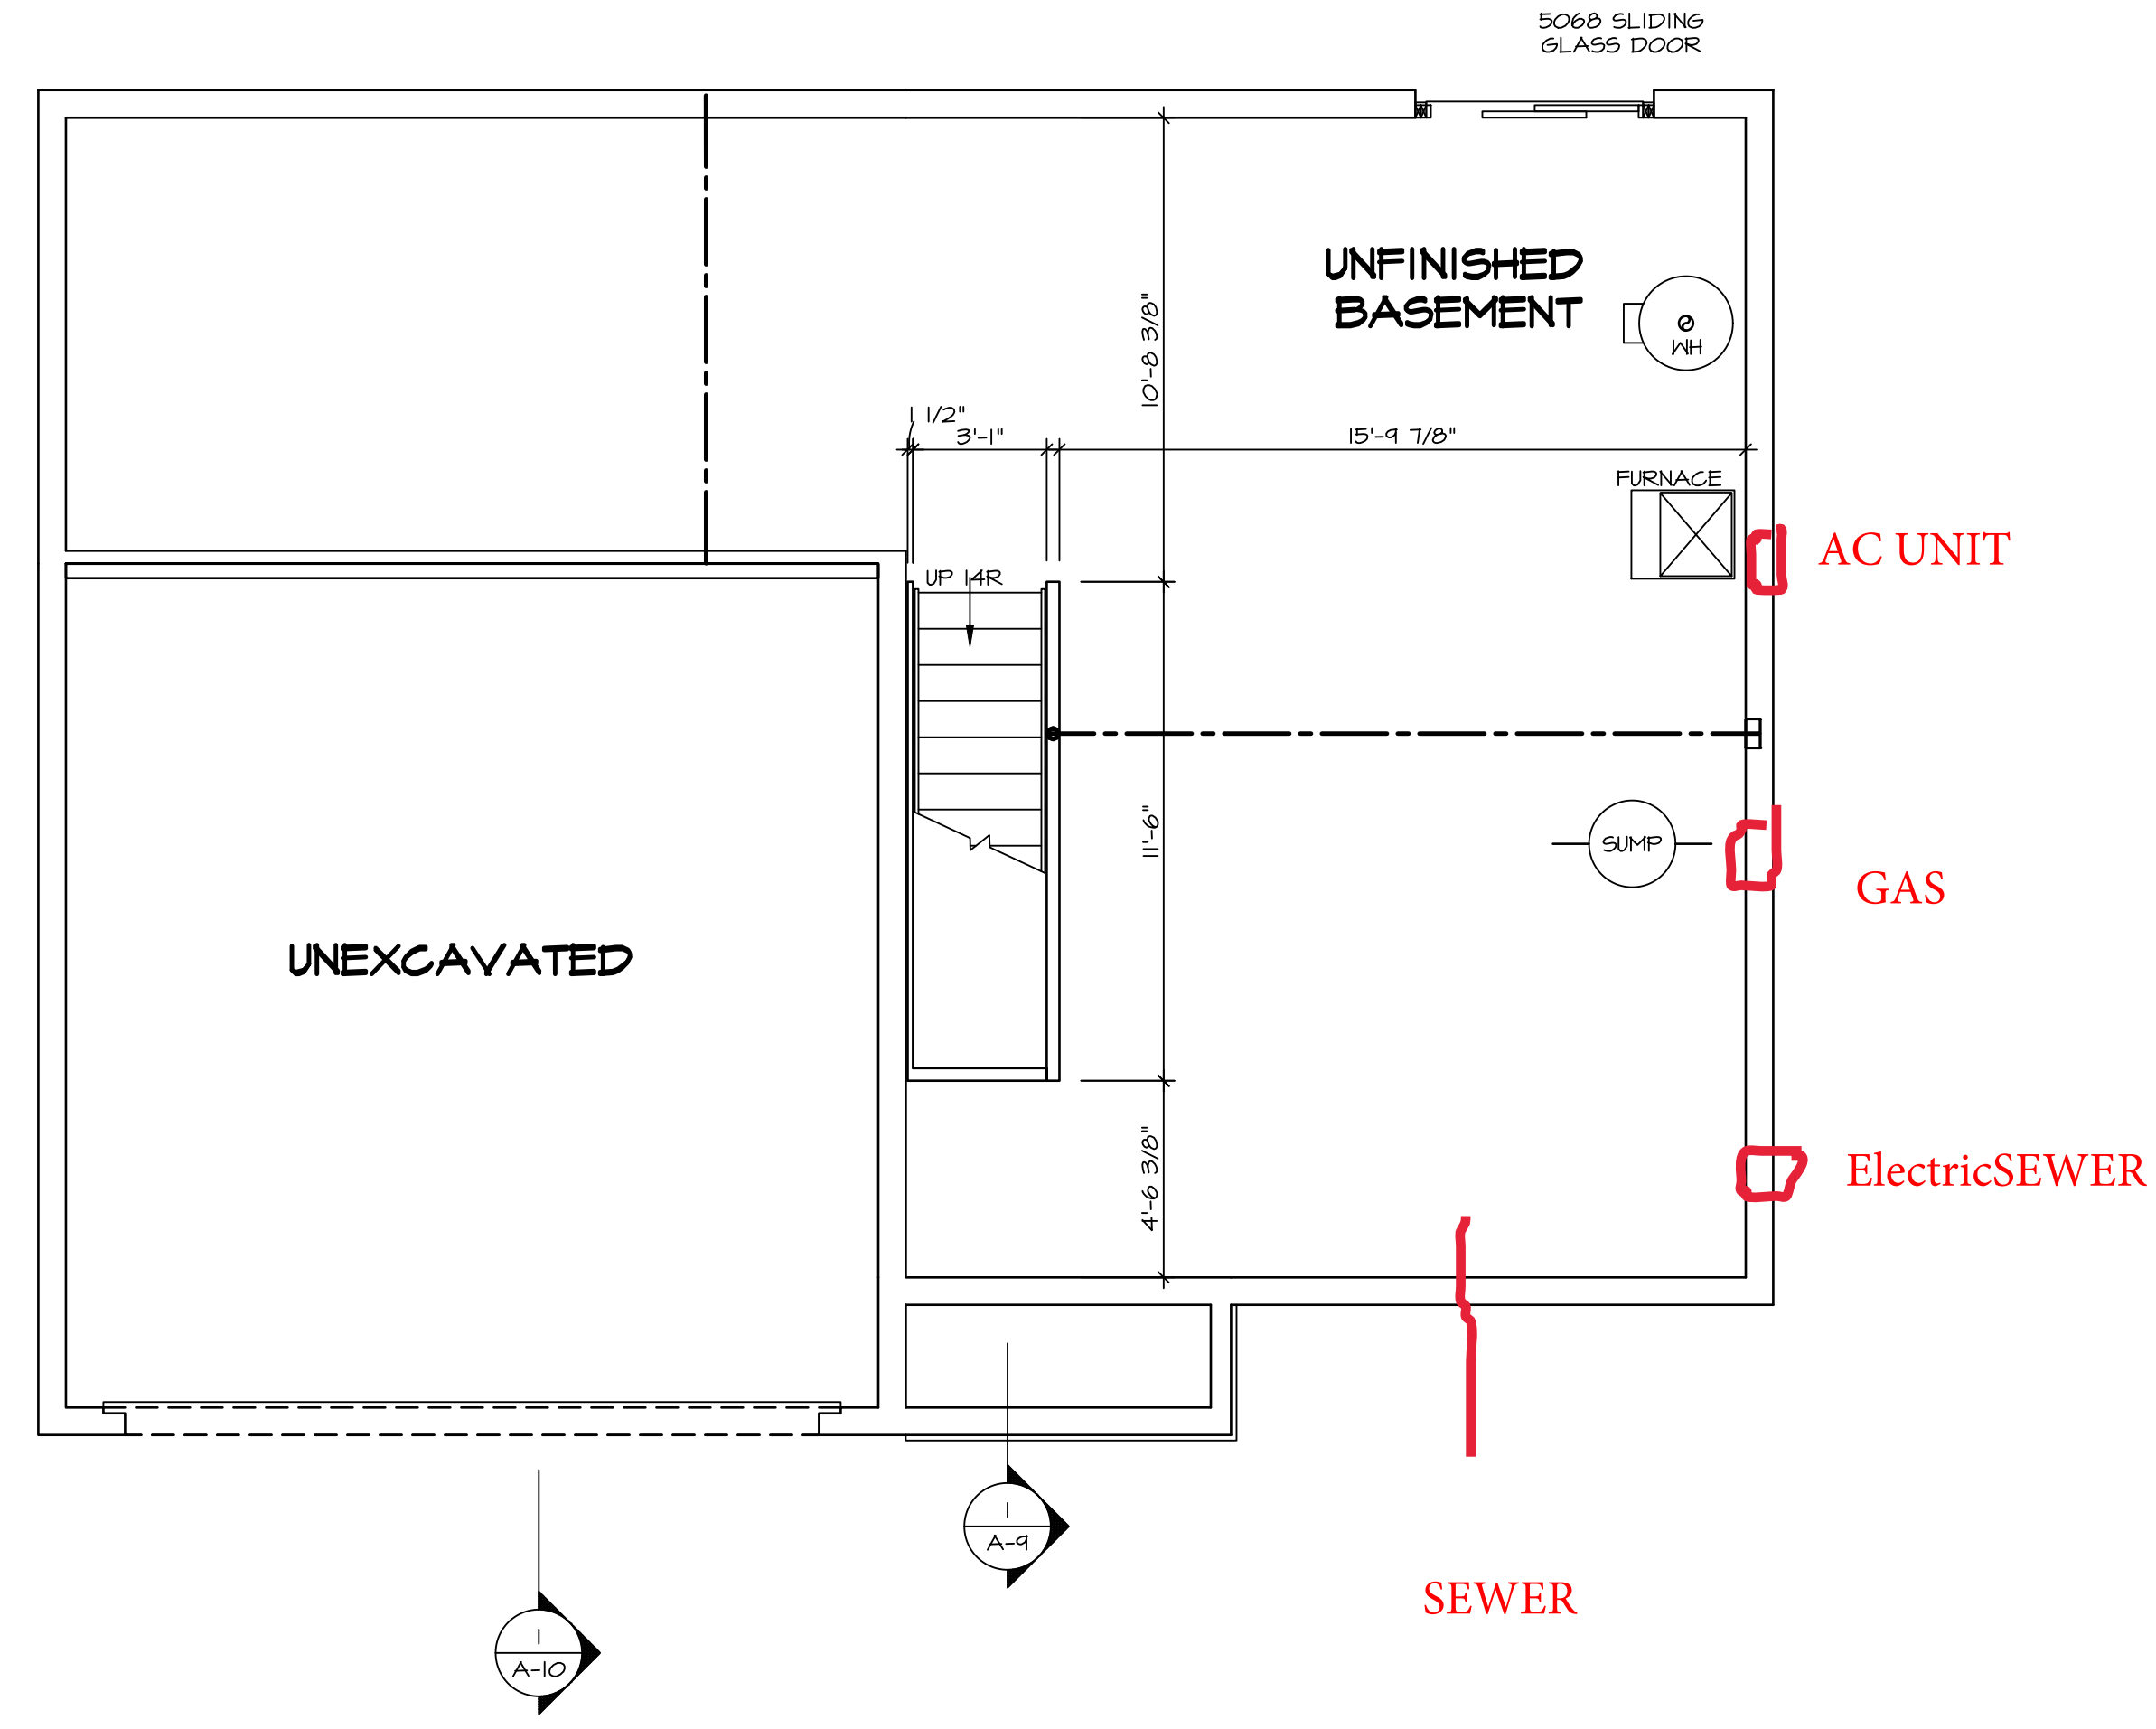 5068 SLIDING
GLASS DOOR
UNFINISHED
BASEMENT
10'-8 3/8"
WH
1 1/2"
3'-1"
15'-9 7/8"
FURNACE
AC UNIT
UP 14R
11'-6"
SUMP
GAS
UNEXCAVATED
4'-6 3/8"
ElectricSEWER
1
A-9
SEWER
1
A-10